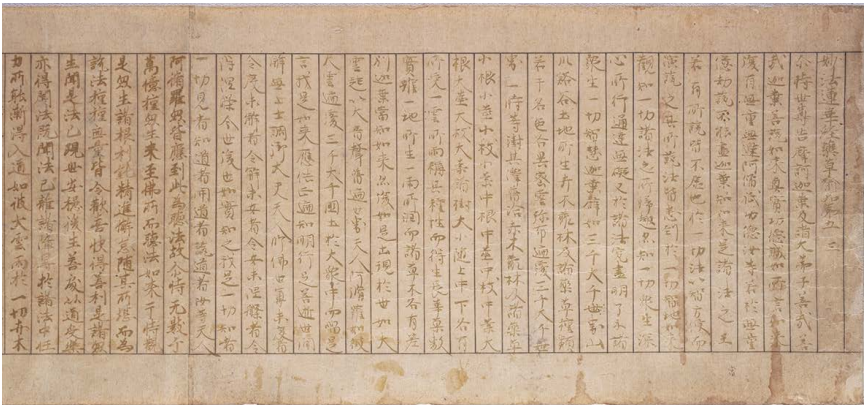 妙法蓮華經藥草喻品第五 三
尒時世尊告摩訶迦葉及諸大弟子善哉善
哉迦葉善說如來真實功德誠如所言如來
復有無量無邊阿僧祇功德汝等若於無量
億劫說不能盡迦葉當知如來是諸法之王
若有所說皆不虛也於一切法以智方便而
演說之其所說法皆悉到於一切智地如來
觀知一切諸法之所歸趣亦知一切眾生深
心所行通達無礙又於諸法究盡明了示諸
眾生一切智慧迦葉譬如三千大千世界山
川谿谷土地所生卉木叢林及諸藥草種類
若干名色各異密雲弥布遍覆三千大千世
界一時等澍其澤普洽卉木叢林及諸藥草
小根小莖小枝小葉中根中莖中枝中葉大
根大莖大枝大葉諸樹大小隨上中下各有
所受一雲所雨稱其種性而得生長華菓敷
實雖一地所生一雨所潤而諸草木各有差
別迦葉當知如來亦復如是出現於世如大
雲起以大音聲普遍世界天人阿脩羅如彼
大雲遍覆三千大千國土於大眾中而唱是
言我是如來應供正遍知明行足善逝世間
解無上士調御丈夫天人師佛世尊未度者
令度未解者令解未安者令安未涅槃者令
得涅槃今世後世如實知之我是一切知者
一切見者知道者開道者說道者汝等天人
阿脩羅眾皆應到此為聽法故尒時无數千
萬億種眾生來至佛所而聽法如來于時觀
是眾生諸根利鈍精進懈怠隨其所堪而為
說法種種無量皆令歡喜快得善利是諸眾
生聞是法已現世安隱後生善處以道受樂
亦得聞法既聞法已離諸障礙於諸法中任
力所能漸得入道如彼大雲雨於一切卉木